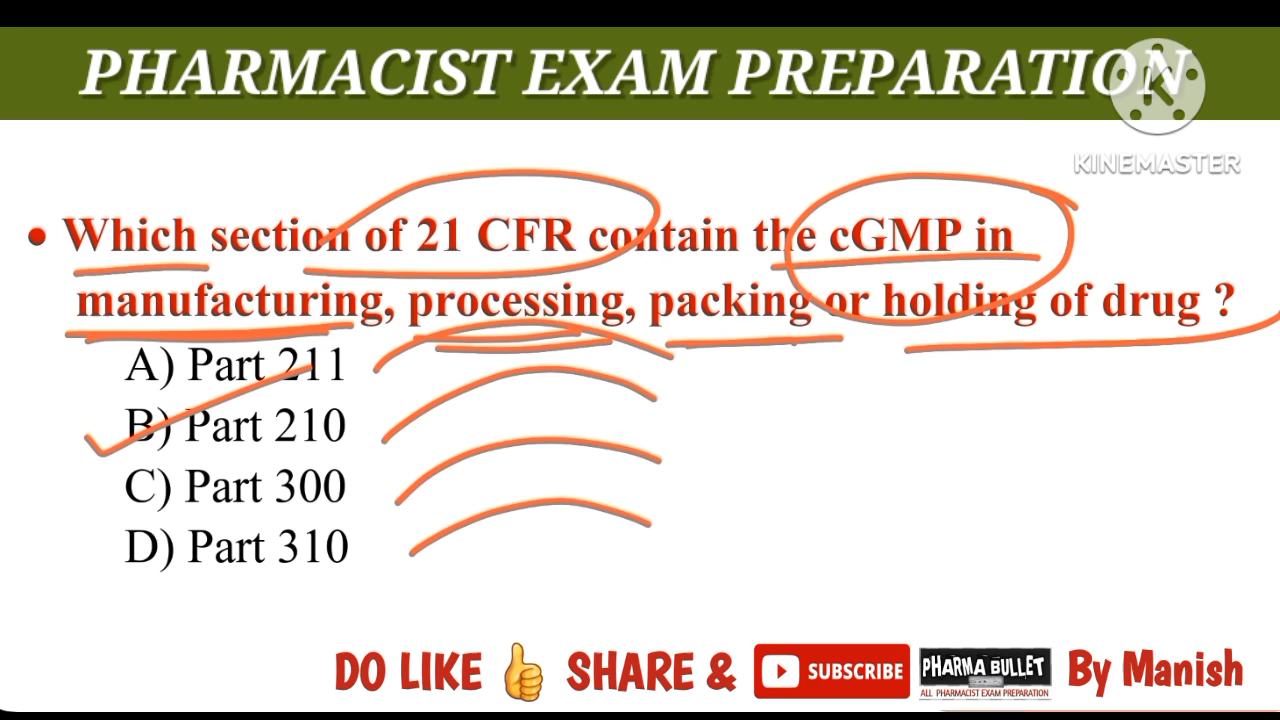 PHARMACIST EXAM PREPARATION
KINEMASTER
• Which section of 21 CFR contain the cGMP in
manufacturing, processing, packing or holding of drug ?
A) Part 211
B) Part 210
C) Part 300
D) Part 310
DO LIKE 👍 SHARE & SUBSCRIBE PHARMA BULLET By Manish
ALL PHARMACIST EXAM PREPARATION